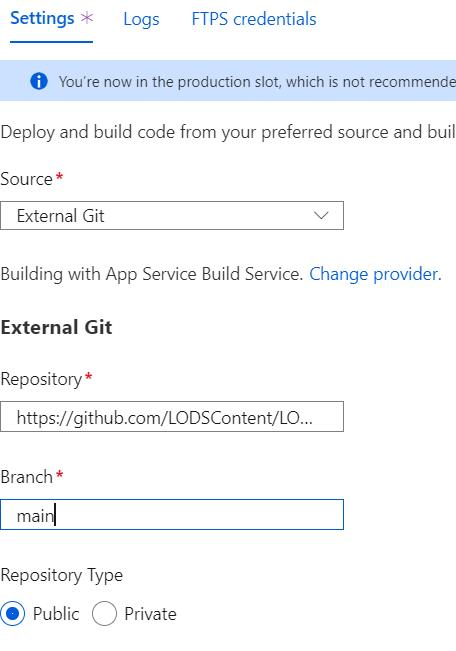 Settings *
Logs
FTPS credentials
You're now in the production slot, which is not recommende
Deploy and build code from your preferred source and buil
Source*
External Git
Building with App Service Build Service. Change provider.
External Git
Repository*
https://github.com/LODSContent/LO...
Branch*
main
Repository Type
Public Private